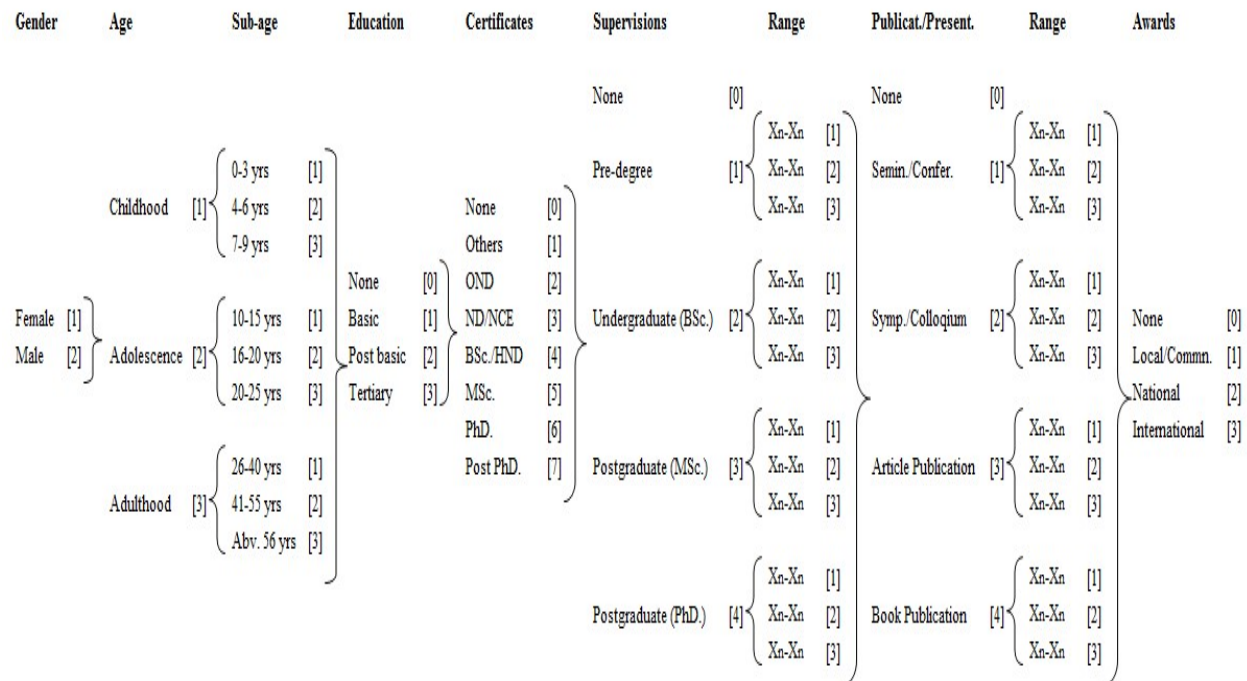 Gender Age Sub-age Education Certificates Supervisions Range Publicat./Present. Range Awards
None [0] None [0]
Xn-Xn [1] Xn-Xn [1]
0-3 yrs [1] Pre-degree [1] Xn-Xn [2] Semin./Confer. [1] Xn-Xn [2]
Childhood [1] 4-6 yrs [2] None [0] Xn-Xn [3] Xn-Xn [3]
7-9 yrs [3] Others [1]
None [0] OND [2] Xn-Xn [1] Xn-Xn [1]
Female [1] 10-15 yrs [1] Basic [1] ND/NCE [3] Undergraduate (BSc.) [2] Xn-Xn [2] Symp./Colloqium [2] Xn-Xn [2] None [0]
Male [2] Adolescence [2] 16-20 yrs [2] Post basic [2] BSc./HND [4] Xn-Xn [3] Xn-Xn [3] Local/Commn. [1]
20-25 yrs [3] Tertiary [3] MSc. [5] National [2]
PhD. [6] Xn-Xn [1] Xn-Xn [1] International [3]
26-40 yrs [1] Post PhD. [7] Postgraduate (MSc.) [3] Xn-Xn [2] Article Publication [3] Xn-Xn [2]
Adulthood [3] 41-55 yrs [2] Xn-Xn [3] Xn-Xn [3]
Abv. 56 yrs [3]
Xn-Xn [1] Xn-Xn [1]
Postgraduate (PhD.) [4] Xn-Xn [2] Book Publication [4] Xn-Xn [2]
Xn-Xn [3] Xn-Xn [3]